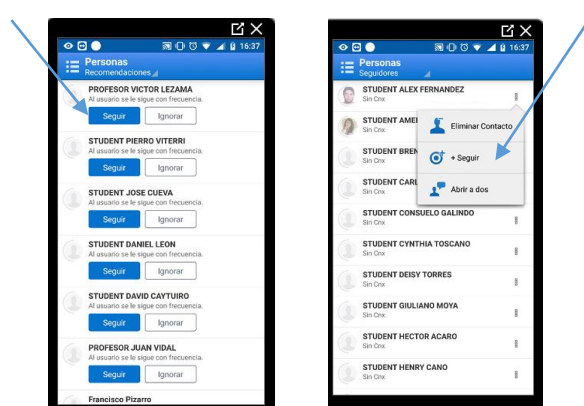 16:37
Personas
Recomendaciones
PROFESOR VICTOR LEZAMA
Al usuario se le sigue con frecuencia.
Seguir Ignorar
STUDENT PIERRO VITERRI
Al usuario se le sigue con frecuencia.
Seguir Ignorar
STUDENT JOSE CUEVA
Al usuario se le sigue con frecuencia.
Seguir Ignorar
STUDENT DANIEL LEON
Al usuario se le sigue con frecuencia.
Seguir Ignorar
STUDENT DAVID CAYTUIRO
Al usuario se le sigue con frecuencia.
Seguir Ignorar
PROFESOR JUAN VIDAL
Al usuario se le sigue con frecuencia.
Seguir Ignorar
Francisco Pizarro
16:37
Personas
Seguidores
STUDENT ALEX FERNANDEZ
Sin Cnx
STUDENT AMEI
Sin Cnx
STUDENT BREN
Sin Cnx
STUDENT CARL
Sin Cnx
Eliminar Contacto
+ Seguir
Abrir a dos
STUDENT CONSUELO GALINDO
Sin Cnx
STUDENT CYNTHIA TOSCANO
Sin Cnx
STUDENT DEISY TORRES
Sin Cnx
STUDENT GIULIANO MOYA
Sin Cnx
STUDENT HECTOR ACARO
Sin Cnx
STUDENT HENRY CANO
Sin Cnx